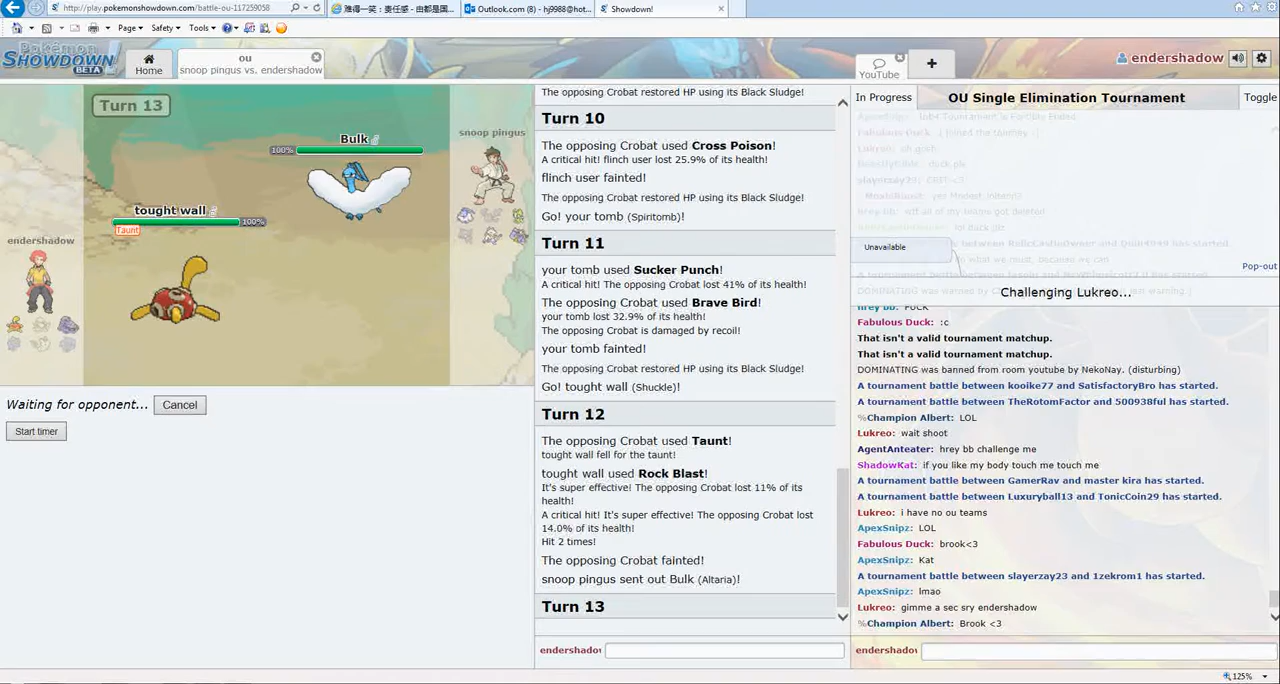 http://play.pokemonshowdown.com/battle-ou-117259058
Outlook.com (8) - hj9988@hot...
Showdown!
Page
Safety
Tools
Pokémon
SHOWDOWN
BETA
Home
ou
snoop pingus vs. endershadow
YouTube
endershadow
Turn 13
Bulk
100%
tought wall
100%
Taunt
endershadow
snoop pingus
Waiting for opponent...
Cancel
Start timer
The opposing Crobat restored HP using its Black Sludge!
Turn 10
The opposing Crobat used Cross Poison!
A critical hit! flinch user lost 25.9% of its health!
flinch user fainted!
The opposing Crobat restored HP using its Black Sludge!
Go! your tomb (Spiritomb)!
Turn 11
your tomb used Sucker Punch!
A critical hit! The opposing Crobat lost 41% of its health!
The opposing Crobat used Brave Bird!
your tomb lost 32.9% of its health!
The opposing Crobat is damaged by recoil!
your tomb fainted!
The opposing Crobat restored HP using its Black Sludge!
Go! tought wall (Shuckle)!
Turn 12
The opposing Crobat used Taunt!
tought wall fell for the taunt!
tought wall used Rock Blast!
It's super effective! The opposing Crobat lost 11% of its
health!
A critical hit! It's super effective! The opposing Crobat lost
14.0% of its health!
Hit 2 times!
The opposing Crobat fainted!
snoop pingus sent out Bulk (Altaria)!
Turn 13
endershadov
In Progress
OU Single Elimination Tournament
Toggle
Unavailable
Pop-out
Challenging Lukreo...
Fabulous Duck: :c
That isn't a valid tournament matchup.
That isn't a valid tournament matchup.
DOMINATING was banned from room youtube by NekoNay. (disturbing)
A tournament battle between kooike77 and SatisfactoryBro has started.
A tournament battle between TheRotomFactor and 500938ful has started.
%Champion Albert: LOL
Lukreo: wait shoot
AgentAnteater: hrey bb challenge me
ShadowKat: if you like my body touch me touch me
A tournament battle between GamerRav and master kira has started.
A tournament battle between Luxuryball13 and TonicCoin29 has started.
Lukreo: i have no ou teams
ApexSnipz: LOL
Fabulous Duck: brook<3
ApexSnipz: Kat
A tournament battle between slayerzay23 and 1zekrom1 has started.
ApexSnipz: lmao
Lukreo: gimme a sec sry endershadow
%Champion Albert: Brook <3
endershadov
125%